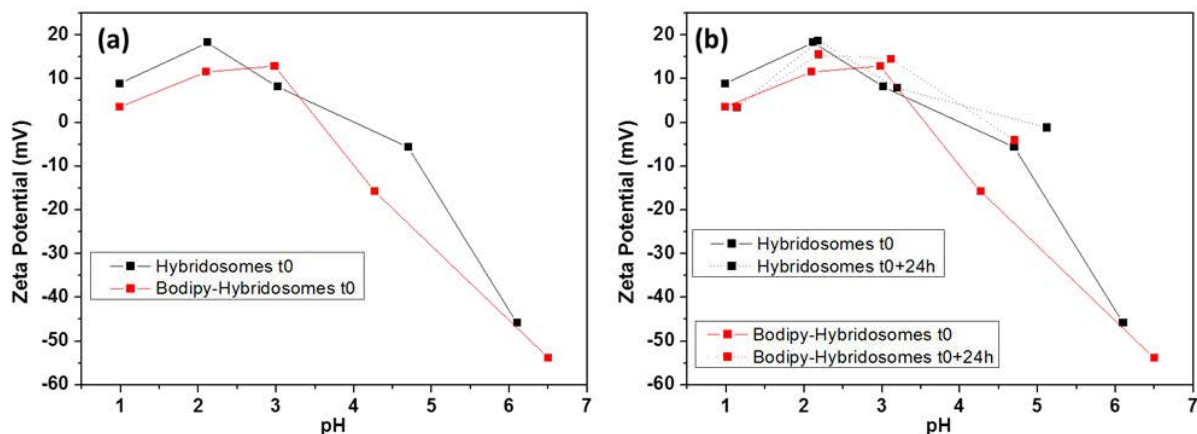 (a)
20
10
0
-10
-20
-30
-40
-50
-60
Zeta Potential (mV)
Hybridosomes t0
Bodipy-Hybridosomes t0
1 2 3 4 5 6 7
pH
(b)
20
10
0
-10
-20
-30
-40
-50
-60
Zeta Potential (mV)
Hybridosomes t0
Hybridosomes t0+24h
Bodipy-Hybridosomes t0
Bodipy-Hybridosomes t0+24h
1 2 3 4 5 6 7
pH